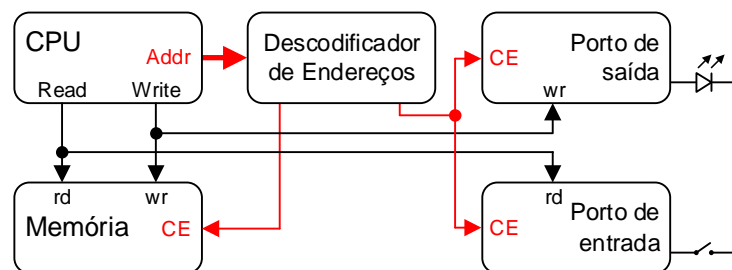 CPU
Addr
Read
Write
Descodificador
de Endereços
Porto de
saída
CE
wr
rd
wr
Memória
CE
rd
Porto de
entrada
CE